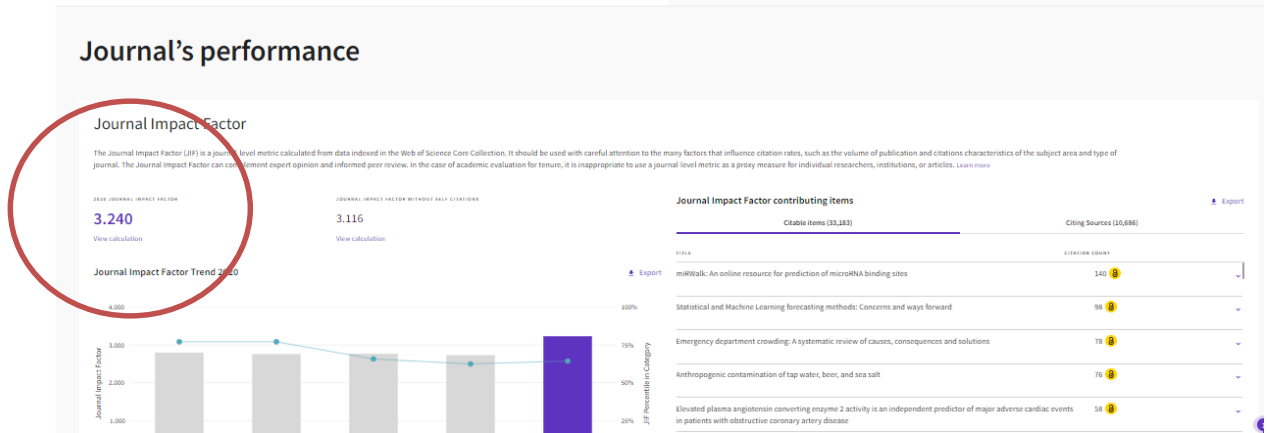 Journal's performance
Journal Impact Factor
The Journal Impact Factor (JIF) is a journal-level metric calculated from data indexed in the Web of Science Core Collection. It should be used with careful attention to the many factors that influence citation rates, such as the volume of publication and citations characteristics of the subject area and type of
journal. The Journal Impact Factor can complement expert opinion and informed peer review. In the case of academic evaluation for tenure, it is inappropriate to use a journal-level metric as a proxy measure for individual researchers, institutions, or articles. Learn more
2020 JOURNAL IMPACT FACTOR
3.240
View calculation
JOURNAL IMPACT FACTOR WITHOUT SELF CITATIONS
3.116
View calculation
Journal Impact Factor Trend 2020
Export
4.000
3.000
2.000
1.000
Journal Impact Factor
100%
75%
50%
25%
JIF Percentile in Category
Journal Impact Factor contributing items
Export
Citable items (33,183)
Citing Sources (10,686)
TITLE
CITATION COUNT
miRWalk: An online resource for prediction of microRNA binding sites
140
Statistical and Machine Learning forecasting methods: Concerns and ways forward
98
Emergency department crowding: A systematic review of causes, consequences and solutions
78
Anthropogenic contamination of tap water, beer, and sea salt
76
Elevated plasma angiotensin converting enzyme 2 activity is an independent predictor of major adverse cardiac events
in patients with obstructive coronary artery disease
58